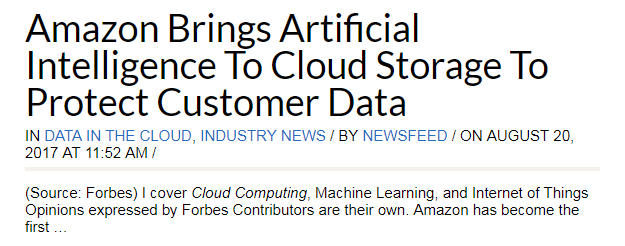 Amazon Brings Artificial
Intelligence To Cloud Storage To
Protect Customer Data
IN DATA IN THE CLOUD, INDUSTRY NEWS / BY NEWSFEED / ON AUGUST 20,
2017 AT 11:52 AM /
(Source: Forbes) I cover Cloud Computing, Machine Learning, and Internet of Things
Opinions expressed by Forbes Contributors are their own. Amazon has become the
first ...